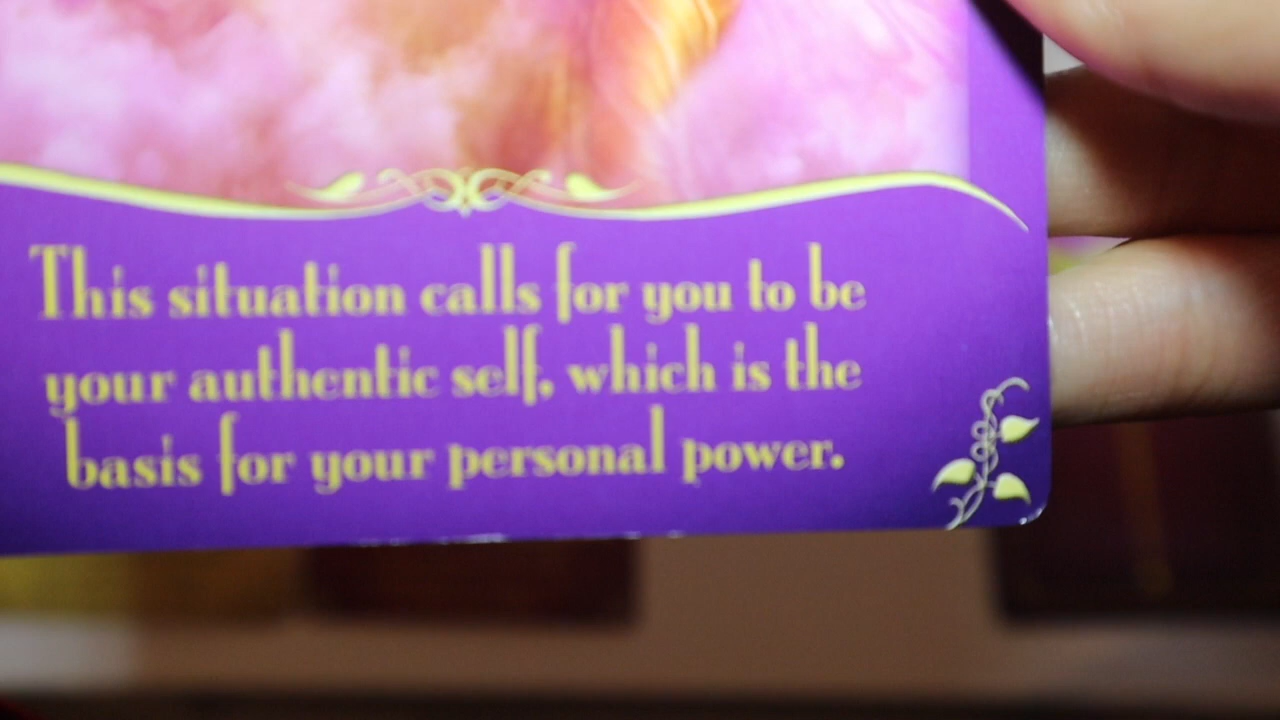 This situation calls for you to be
your authentic self, which is the
basis for your personal power.